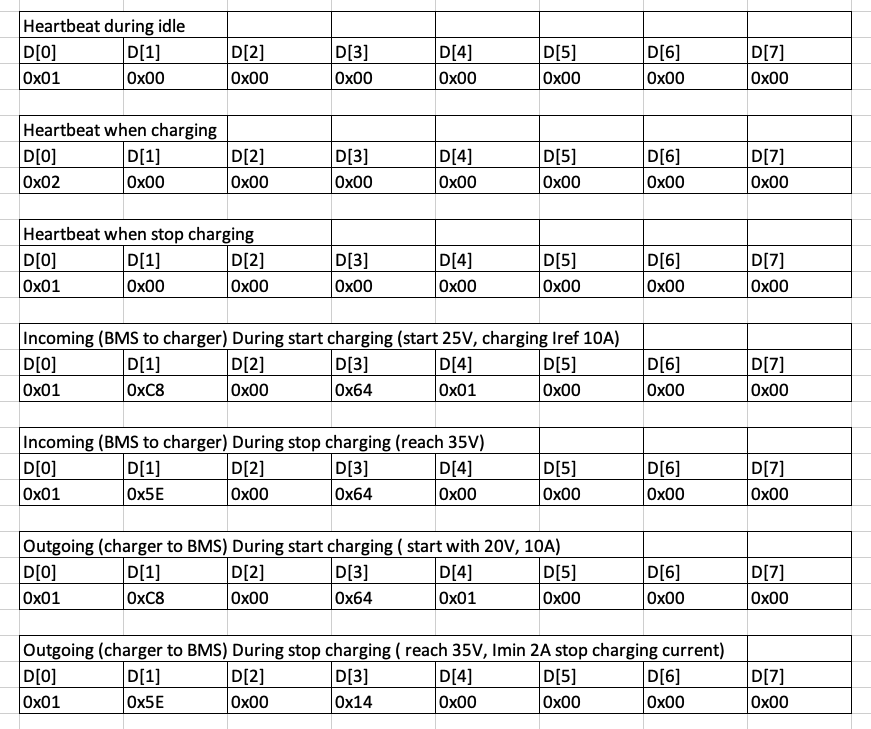 Heartbeat during idle
D[0] D[1] D[2] D[3] D[4] D[5] D[6] D[7]
0x01 0x00 0x00 0x00 0x00 0x00 0x00 0x00
Heartbeat when charging
D[0] D[1] D[2] D[3] D[4] D[5] D[6] D[7]
0x02 0x00 0x00 0x00 0x00 0x00 0x00 0x00
Heartbeat when stop charging
D[0] D[1] D[2] D[3] D[4] D[5] D[6] D[7]
0x01 0x00 0x00 0x00 0x00 0x00 0x00 0x00
Incoming (BMS to charger) During start charging (start 25V, charging Iref 10A)
D[0] D[1] D[2] D[3] D[4] D[5] D[6] D[7]
0x01 0xC8 0x00 0x64 0x01 0x00 0x00 0x00
Incoming (BMS to charger) During stop charging (reach 35V)
D[0] D[1] D[2] D[3] D[4] D[5] D[6] D[7]
0x01 0x5E 0x00 0x64 0x00 0x00 0x00 0x00
Outgoing (charger to BMS) During start charging ( start with 20V, 10A)
D[0] D[1] D[2] D[3] D[4] D[5] D[6] D[7]
0x01 0xC8 0x00 0x64 0x01 0x00 0x00 0x00
Outgoing (charger to BMS) During stop charging ( reach 35V, Imin 2A stop charging current)
D[0] D[1] D[2] D[3] D[4] D[5] D[6] D[7]
0x01 0x5E 0x00 0x14 0x00 0x00 0x00 0x00